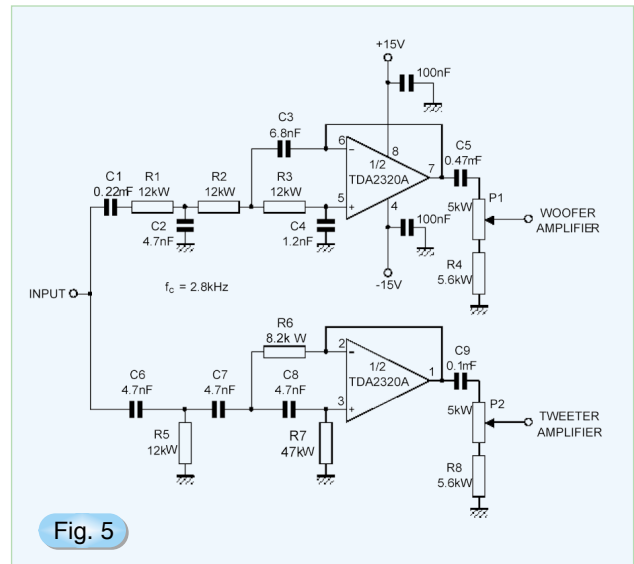 +15V
100nF
C3
6.8nF
6
8
1/2
TDA2320A
7
C5
0.47mF
C1
0.22mF
R1
12kW
R2
12kW
R3
12kW
5
4
P1
5kW
WOOFER
AMPLIFIER
C2
4.7nF
C4
1.2nF
100nF
R4
5.6kW
-15V
INPUT
fc = 2.8kHz
R6
8.2k W
2
1/2
TDA2320A
1
C9
0.1mF
C6
4.7nF
C7
4.7nF
C8
4.7nF
3
P2
5kW
TWEETER
AMPLIFIER
R5
12kW
R7
47kW
R8
5.6kW
Fig. 5